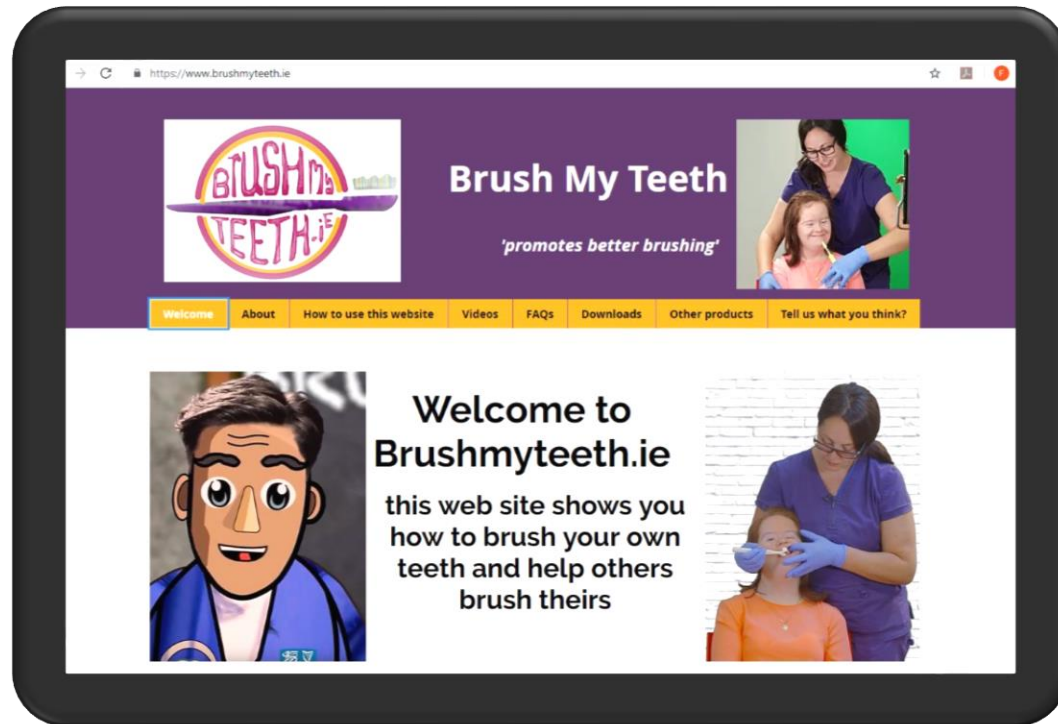 https://www.brushmyteeth.ie
F
BRUSH My
TEETH.iE
Brush My Teeth
'promotes better brushing'
Welcome
About
How to use this website
Videos
FAQs
Downloads
Other products
Tell us what you think?
Welcome to
Brushmyteeth.ie
this web site shows you
how to brush your own
teeth and help others
brush theirs